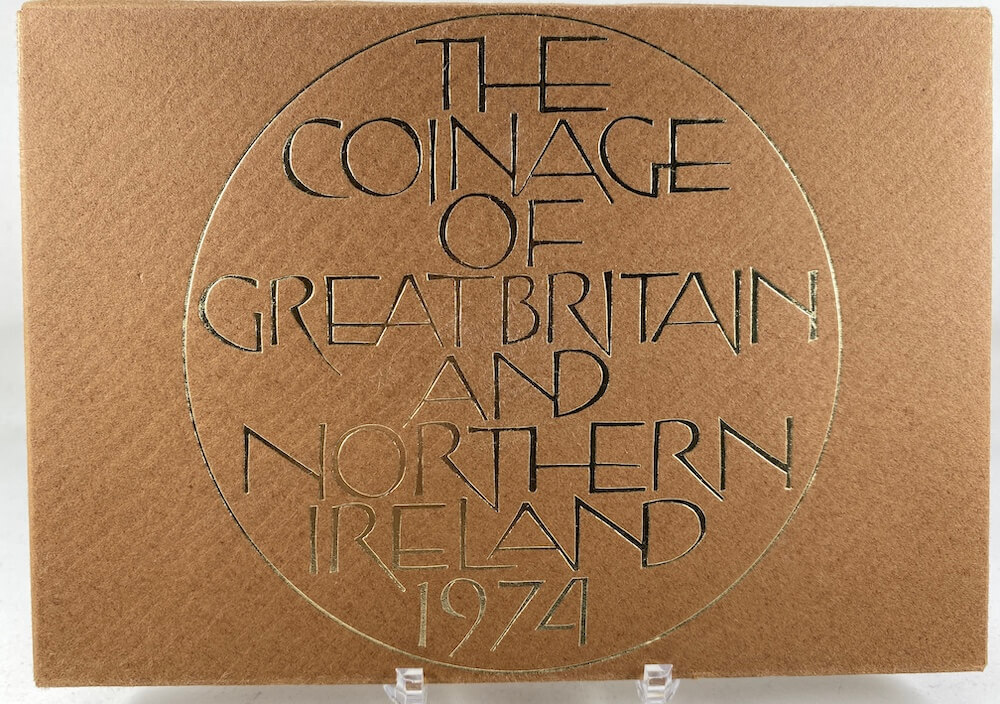 THE
COINAGE
OF
GREAT BRITAIN
AND
NORTHERN
IRELAND
1974